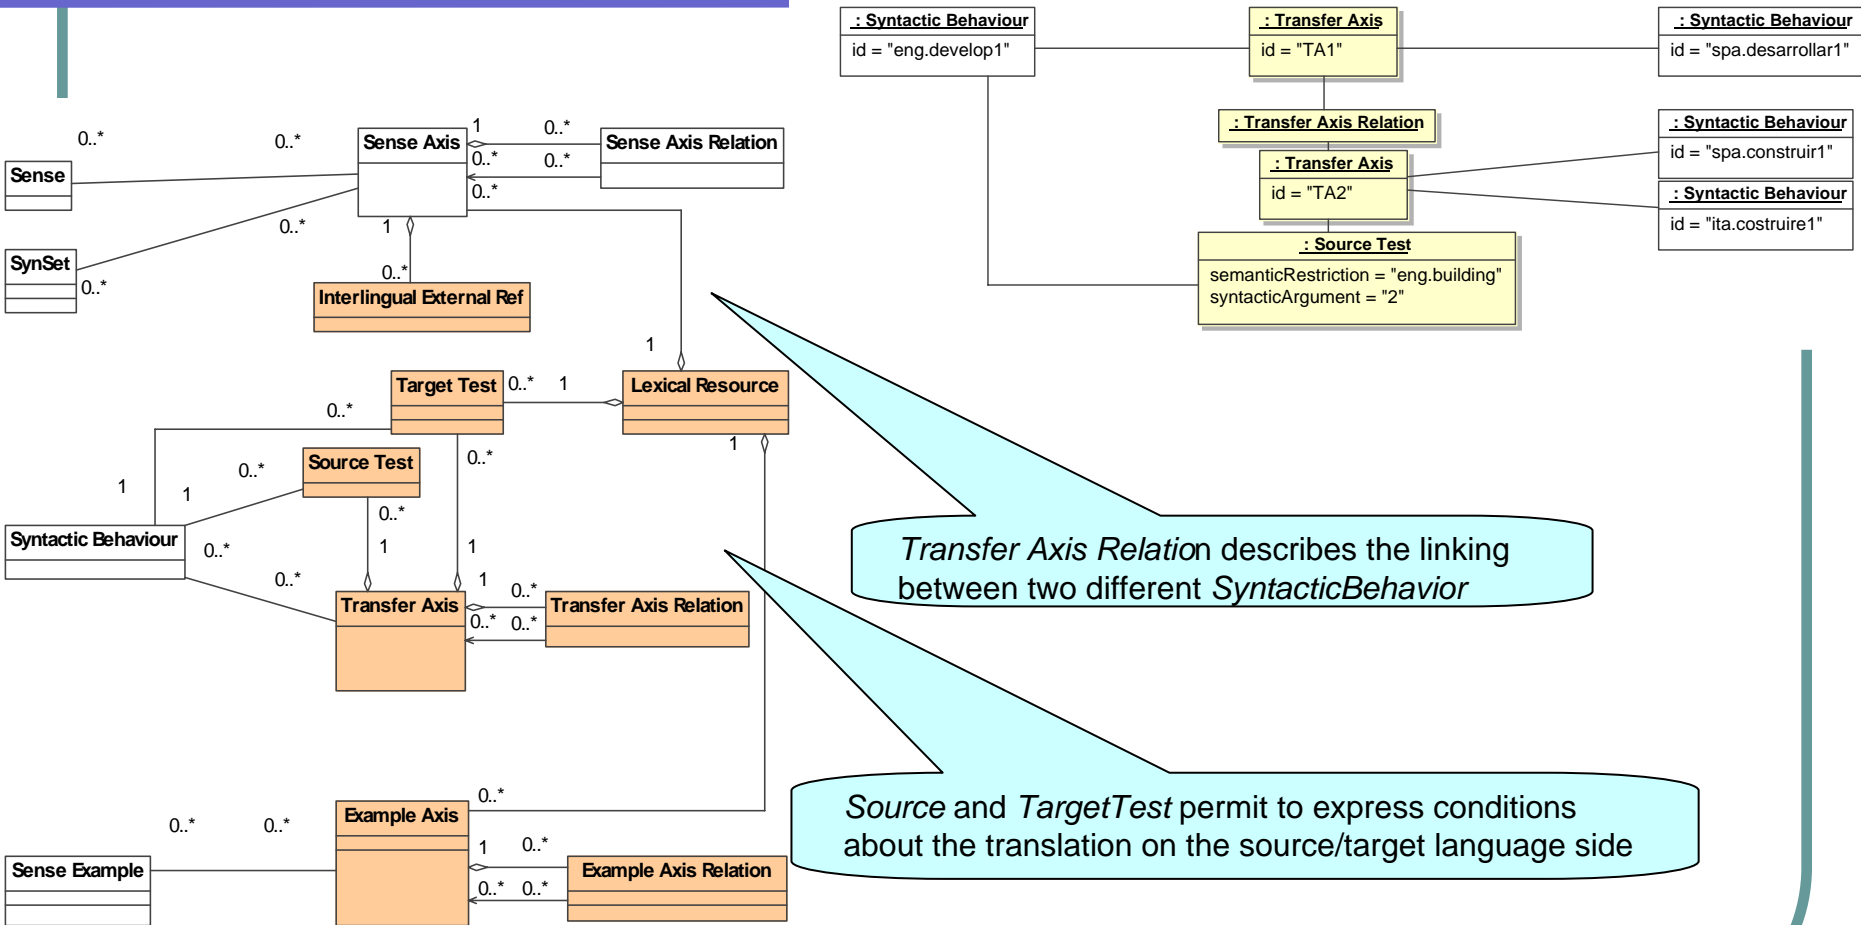 : Syntactic Behaviour
id = "eng.develop1"
: Transfer Axis
id = "TA1"
: Syntactic Behaviour
id = "spa.desarrollar1"
: Transfer Axis Relation
: Transfer Axis
id = "TA2"
: Syntactic Behaviour
id = "spa.construir1"
: Syntactic Behaviour
id = "ita.costruire1"
: Source Test
semanticRestriction = "eng.building"
syntacticArgument = "2"
0..*
0..*
Sense Axis
1
0..*
Sense Axis Relation
0..*
0..*
0..*
Sense
0..*
1
SynSet
0..*
0..*
Interlingual External Ref
1
Target Test
0..*
1
Lexical Resource
0..*
1
Source Test
0..*
0..*
1
1
0..*
Syntactic Behaviour
0..*
1
1
0..*
1
0..*
Transfer Axis
Transfer Axis Relation
0..*
0..*
Transfer Axis Relation describes the linking
between two different SyntacticBehavior
0..*
Example Axis
0..*
0..*
1
0..*
Sense Example
Example Axis Relation
0..*
0..*
Source and TargetTest permit to express conditions
about the translation on the source/target language side